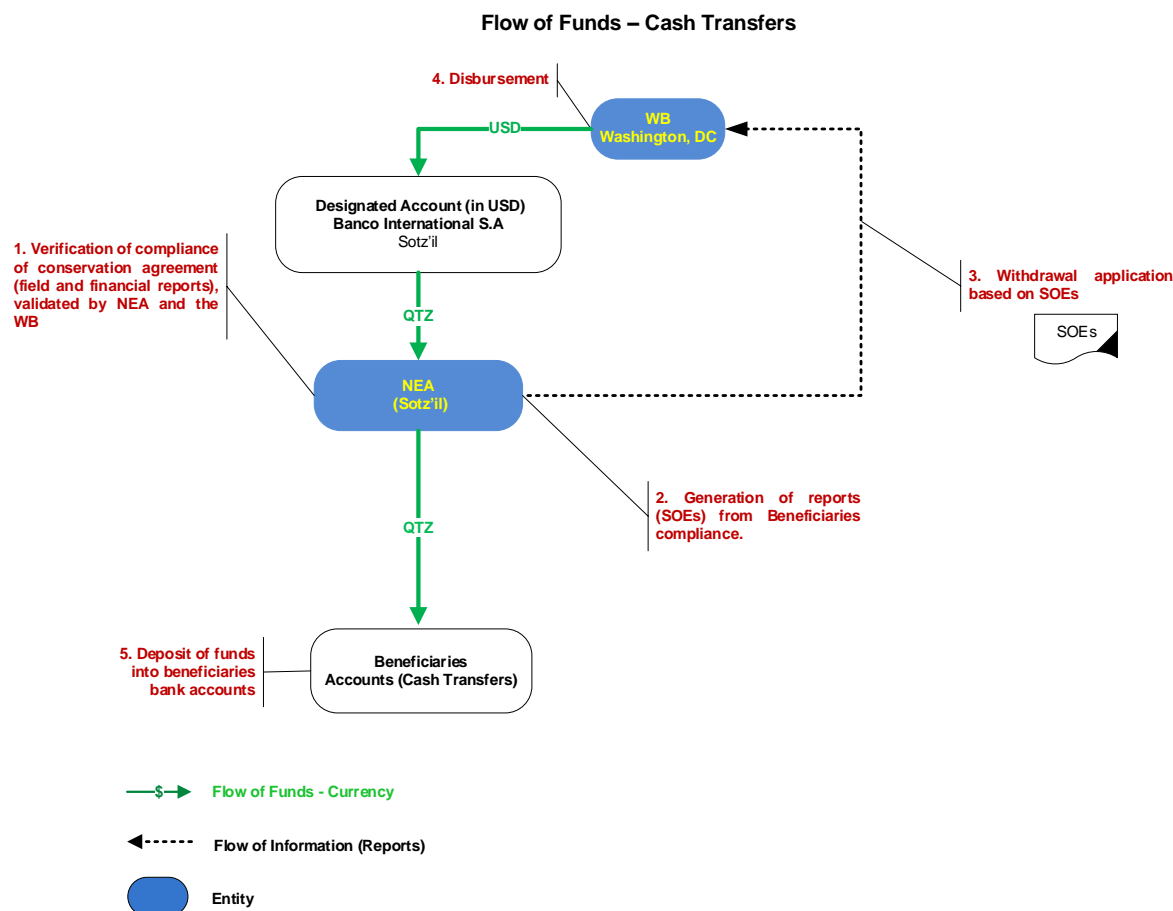 Flow of Funds – Cash Transfers
4. Disbursement
WB
Washington, DC
USD
Designated Account (in USD)
Banco International S.A
Sotz'il
1. Verification of compliance
of conservation agreement
(field and financial reports),
validated by NEA and the
WB
3. Withdrawal application
based on SOEs
SOEs
QTZ
NEA
(Sotz'il)
2. Generation of reports
(SOEs) from Beneficiaries
compliance.
QTZ
5. Deposit of funds
into beneficiaries
bank accounts
Beneficiaries
Accounts (Cash Transfers)
$
Flow of Funds - Currency
Flow of Information (Reports)
Entity